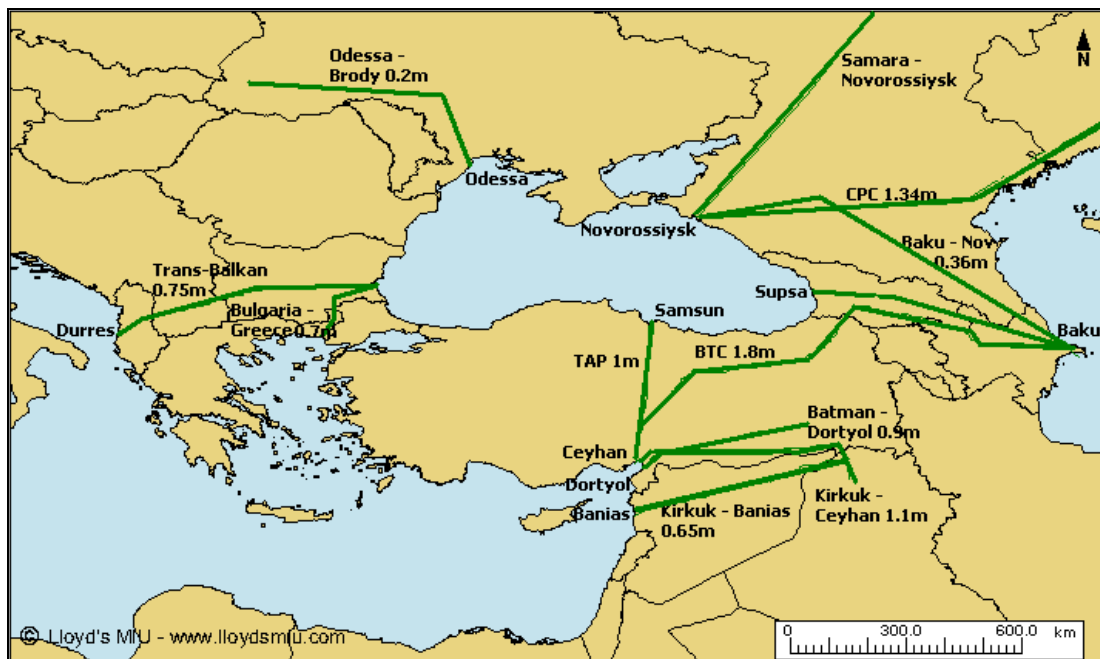 Odessa -
Brody 0.2m
Samara -
Novorossiysk
N
Odessa
CPC 1.34m
Novorossiysk
Baku - Nov
0.36m
Trans-Balkan
0.75m
Bulgaria -
Greece 0.7m
Durres
Supsa
Samsun
Baku
TAP 1m
BTC 1.8m
Batman -
Dortyol 0.9m
Ceyhan
Dortyol
Banias
Kirkuk - Banias
0.65m
Kirkuk -
Ceyhan 1.1m
© Lloyd's MIU - www.lloydsmiu.com
0 300.0 600.0 km